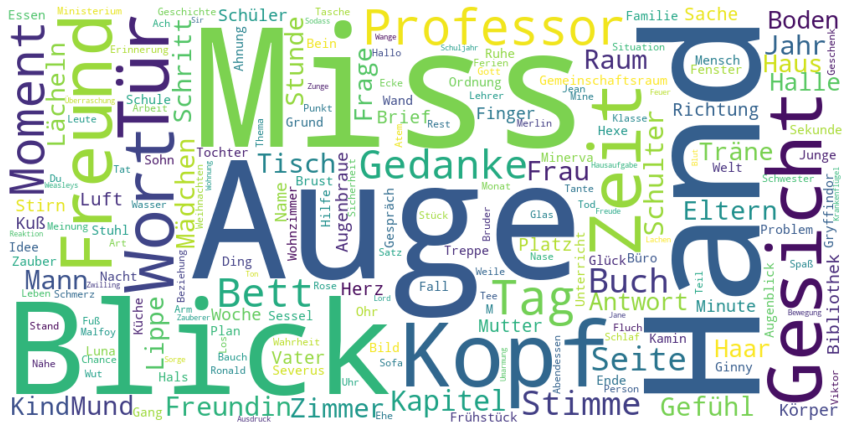 Essen
Ministerium
Ach
Geschichte
Sir
Sodass
Tasche
Wange
Schuljahr
Familie
Sache
Boden
Geschenk
Moment
Freund
Tür
Wort
Erinnerung
Schüler
Ahnung
Hallo
Ruhe
Ferien
Gott
Situation
Mensch
Fenster
Jahr
Lächeln
Überraschung
Leute
Schule
Arbeit
Schritt
Miss
Stunde
Professor
Frage
Ecke
Ordnung
Gemeinschaftsraum
Raum
Haus
Halle
Punkt
Zunge
Lehrer
Jean
Mine
Feuer
Thema
Grund
Wand
Brief
Rest
Merlin
Finger
Klasse
Hexe
Richtung
Bein
Du
Tat
Sohn
Tochter
Tisch
Gedanke
Atem
Minerva
Hausaufgabe
Zeit
Hand
Blut
Träne
Sekunde
Junge
Gesicht
Weasleys
Stirn
Luft
Wasser
Mädchen
Weihnachten
Wohnung
Brust
Augenbraue
Sicherheit
Frau
Schulter
Welt
Schwester
Kuß
Meinung
Stuhl
Name
Hilfe
Wohnzimmer
Auge
Monat
Tante
Tod
Freude
Eltern
Gryffindor
Krankenflügel
Reaktion
Idee
Art
Gespräch
Stück
Bruder
Glas
Platz
Unterricht
Lachen
Problem
Zauber
Zwilling
Nacht
Beziehung
Ding
Ton
Satz
Treppe
Nase
Glück
Büro
Spaß
Mann
Leben
Schmerz
Bett
Herz
Fall
Weile
Buch
Antwort
Minute
Augenblick
Bibliothek
Blick
Stand
Fuß
Küche
Zauberer
Arm
Rose
Lord
Tee
M
Tag
Jane
Fluch
Teil
Nähe
Malfoy
Lippe
Woche
Sessel
Ohr
Mutter
Kopf
Umarmung
Schlaf
Kamin
Haar
Luna
Chance
Los
Plan
Wahrheit
Bild
Abendessen
Seite
Ginny
Bewegung
Wut
Sorge
Vater
Bauch
Sofa
Ende
Person
Hals
Ronald
Severus
Uhr
Kind
Mund
Gang
Freundin
Ausdruck
Zimmer
Ehe
Kapitel
Frühstück
Stimme
Gefühl
Körper
Viktor